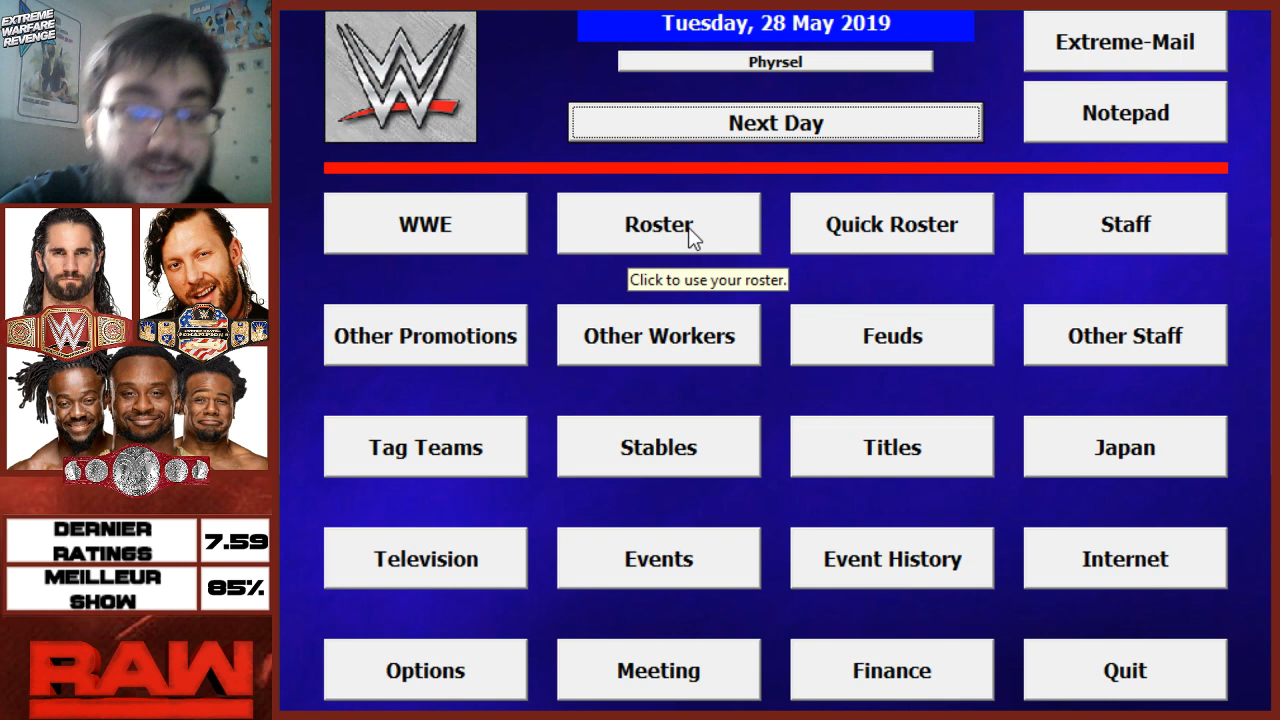 EXTREME
WARFARE
REVENGE
Tuesday, 28 May 2019
Phyrsel
Next Day
Extreme-Mail
Notepad
WWE
Roster
Quick Roster
Staff
Click to use your roster.
Other Promotions
Other Workers
Feuds
Other Staff
Tag Teams
Stables
Titles
Japan
Television
Events
Event History
Internet
Options
Meeting
Finance
Quit
DERNIER
RATINGS
7.59
MEILLEUR
SHOW
85%
RAW